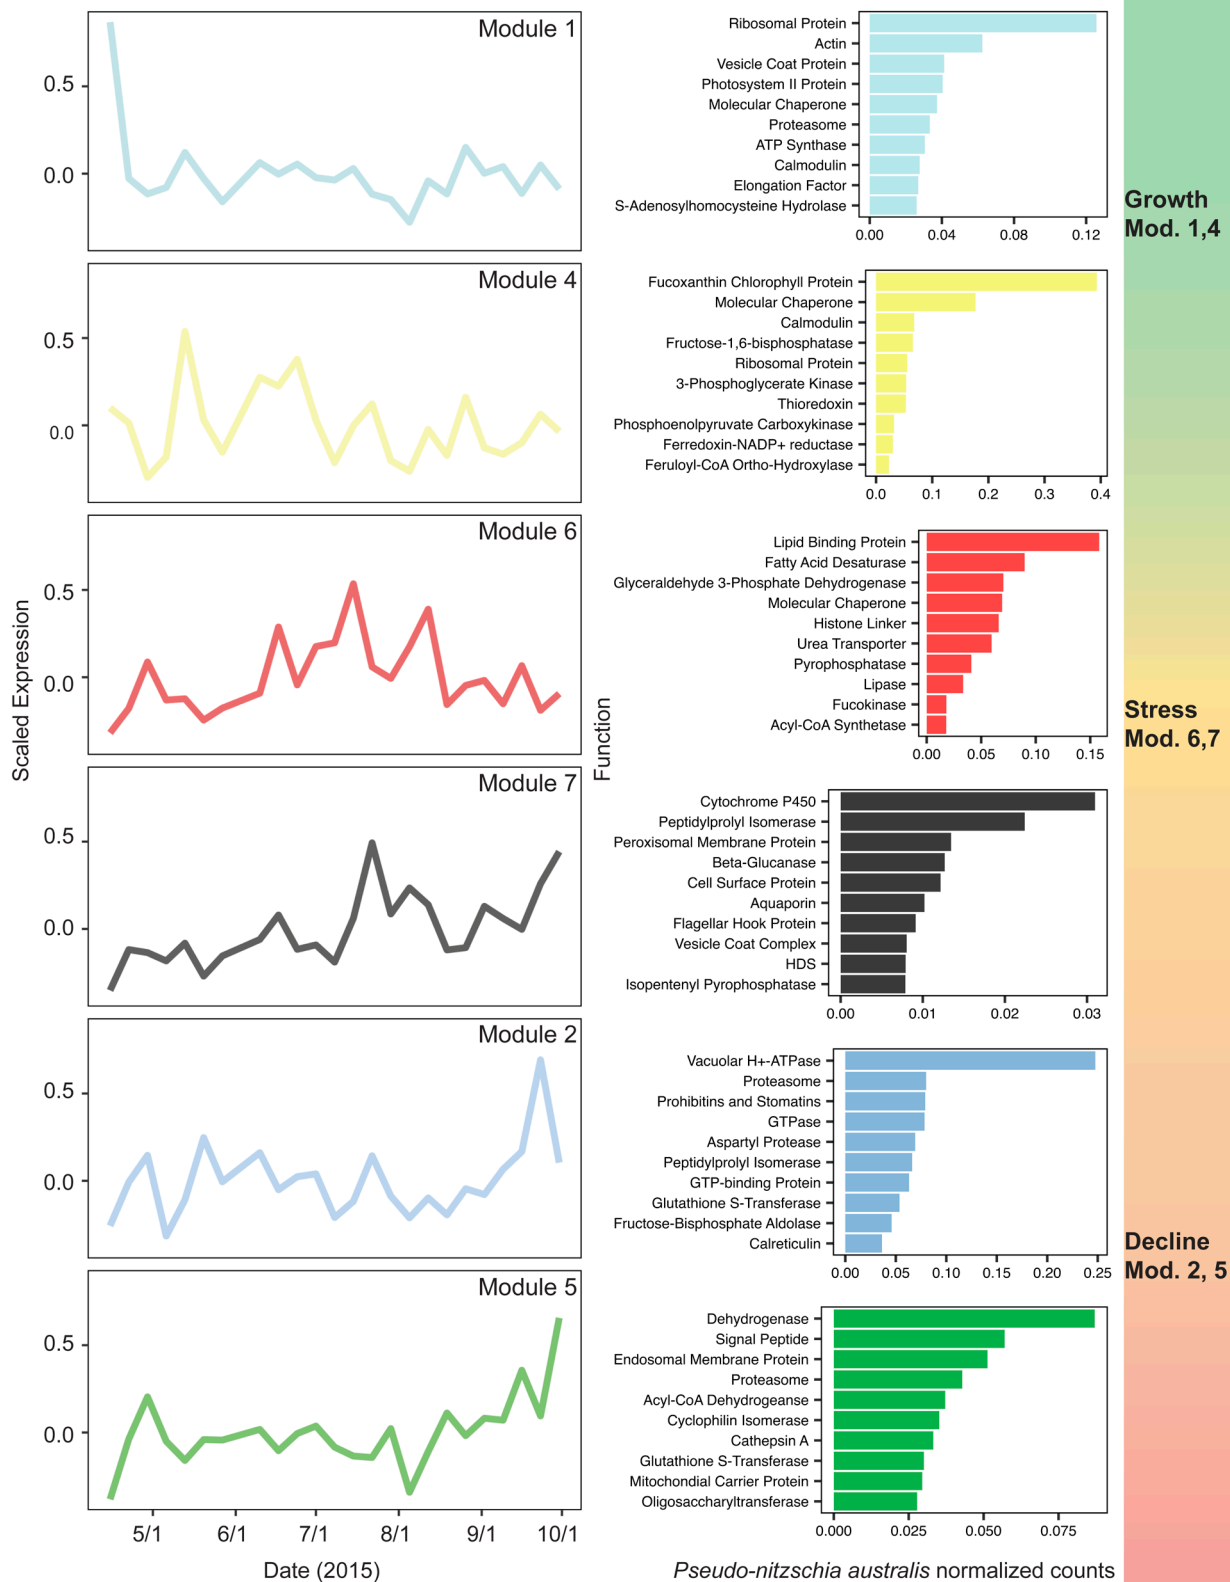 Module 1
0.5
0.0
Ribosomal Protein
Actin
Vesicle Coat Protein
Photosystem II Protein
Molecular Chaperone
Proteasome
ATP Synthase
Calmodulin
Elongation Factor
S-Adenosylhomocysteine Hydrolase
0.00 0.04 0.08 0.12
Growth
Mod. 1,4
Module 4
0.5
0.0
Fucoxanthin Chlorophyll Protein
Molecular Chaperone
Calmodulin
Fructose-1,6-bisphosphatase
Ribosomal Protein
3-Phosphoglycerate Kinase
Thioredoxin
Phosphoenolpyruvate Carboxykinase
Ferredoxin-NADP+ reductase
Feruloyl-CoA Ortho-Hydroxylase
0.0 0.1 0.2 0.3 0.4
Module 6
0.5
0.0
Scaled Expression
Function
Lipid Binding Protein
Fatty Acid Desaturase
Glyceraldehyde 3-Phosphate Dehydrogenase
Molecular Chaperone
Histone Linker
Urea Transporter
Pyrophosphatase
Lipase
Fucokinase
Acyl-CoA Synthetase
0.00 0.05 0.10 0.15
Stress
Mod. 6,7
Module 7
0.5
0.0
Cytochrome P450
Peptidylprolyl Isomerase
Peroxisomal Membrane Protein
Beta-Glucanase
Cell Surface Protein
Aquaporin
Flagellar Hook Protein
Vesicle Coat Complex
HDS
Isopentenyl Pyrophosphatase
0.00 0.01 0.02 0.03
Module 2
0.5
0.0
Vacuolar H+-ATPase
Proteasome
Prohibitins and Stomatins
GTPase
Aspartyl Protease
Peptidylprolyl Isomerase
GTP-binding Protein
Glutathione S-Transferase
Fructose-Bisphosphate Aldolase
Calreticulin
0.00 0.05 0.10 0.15 0.20 0.25
Decline
Mod. 2, 5
Module 5
0.5
0.0
5/1 6/1 7/1 8/1 9/1 10/1
Date (2015)
Dehydrogenase
Signal Peptide
Endosomal Membrane Protein
Proteasome
Acyl-CoA Dehydrogeanse
Cyclophilin Isomerase
Cathepsin A
Glutathione S-Transferase
Mitochondial Carrier Protein
Oligosaccharyltransferase
0.000 0.025 0.050 0.075
Pseudo-nitzschia australis normalized counts